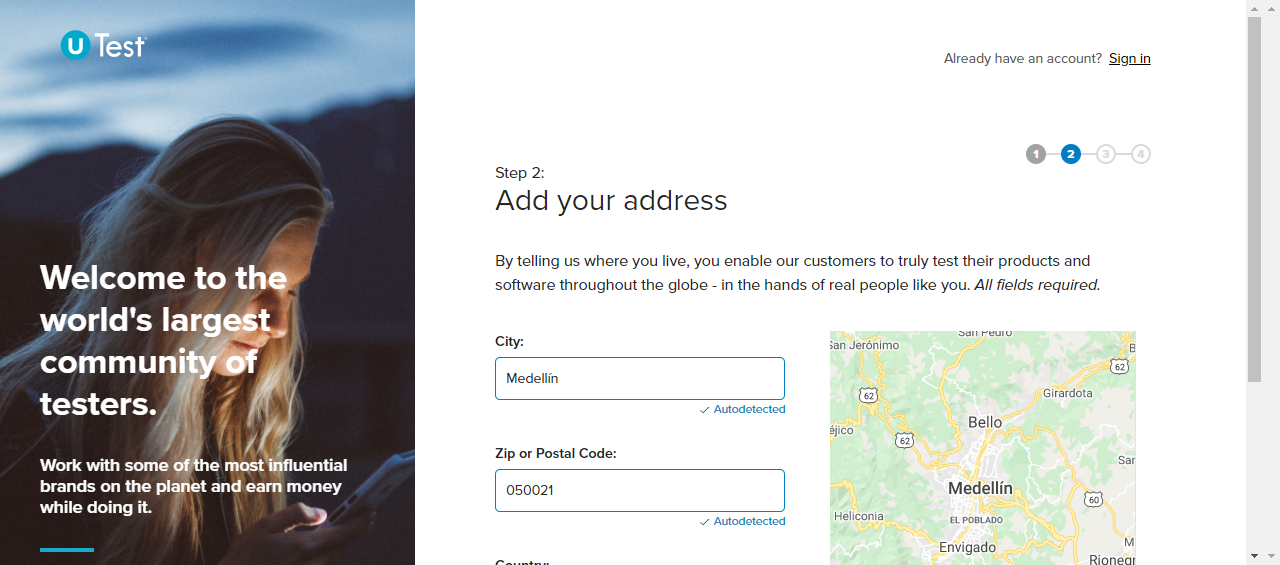 U Test
Already have an account? Sign in
1 2 3 4
Step 2:
Add your address
Welcome to the
world's largest
community of
testers.
Work with some of the most influential
brands on the planet and earn money
while doing it.
By telling us where you live, you enable our customers to truly test their products and
software throughout the globe - in the hands of real people like you. All fields required.
City:
Medellín
✓ Autodetected
Zip or Postal Code:
050021
✓ Autodetected
Country:
San Pedro
San Jerónimo
B
62
62
Girardota
Bello
éjico
62
Sar
Medellín
60
Heliconia
EL POBLADO
M
Envigado
Rionegr